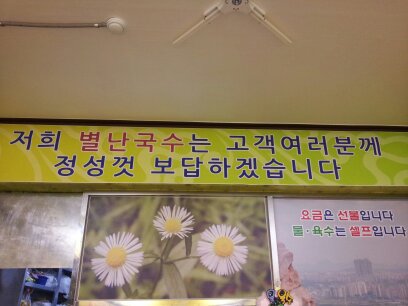 저희 별난국수는 고객여러분께
정성껏 보답하겠습니다
요금은 선불입니다
물·육수는 셀프입니다